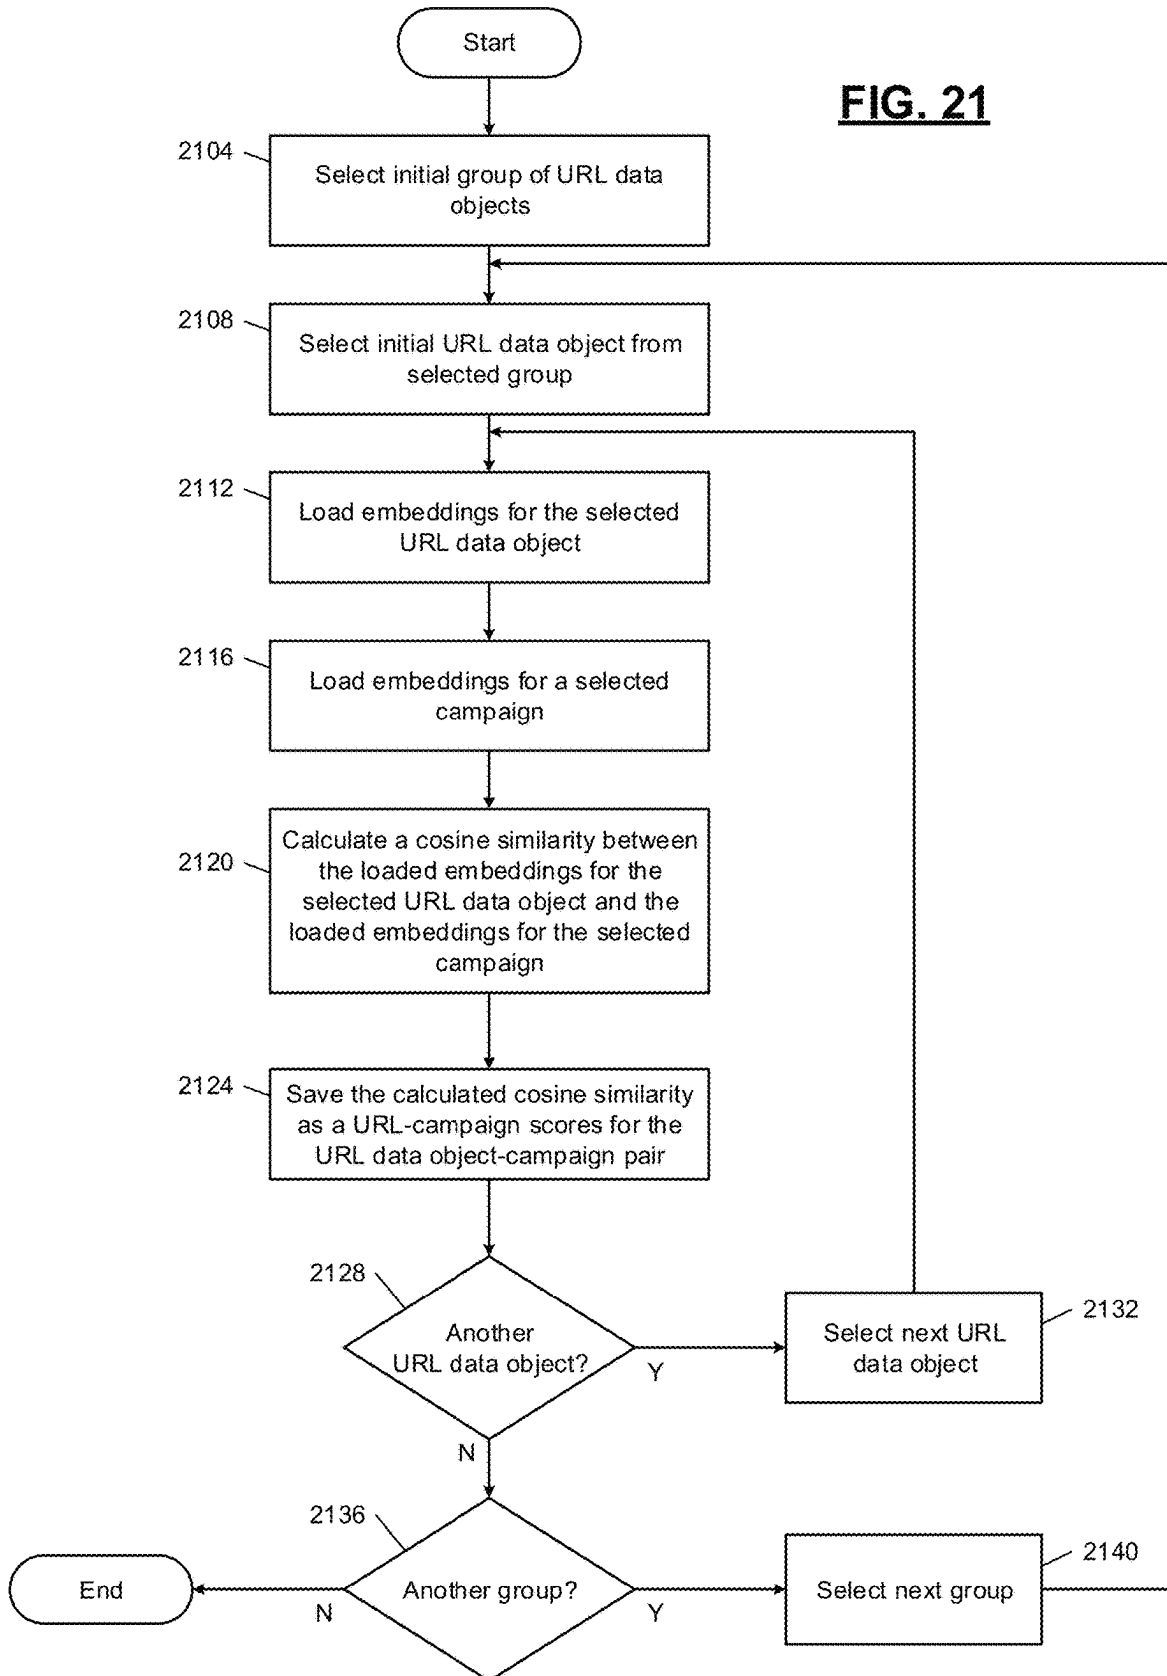 Start
FIG. 21
2104
Select initial group of URL data
objects
2108
Select initial URL data object from
selected group
2112
Load embeddings for the selected
URL data object
2116
Load embeddings for a selected
campaign
2120
Calculate a cosine similarity between
the loaded embeddings for the
selected URL data object and the
loaded embeddings for the selected
campaign
2124
Save the calculated cosine similarity
as a URL-campaign scores for the
URL data object-campaign pair
2128
Another
URL data object?
Y
Select next URL
data object
2132
N
2136
Another group?
Y
Select next group
2140
N
End